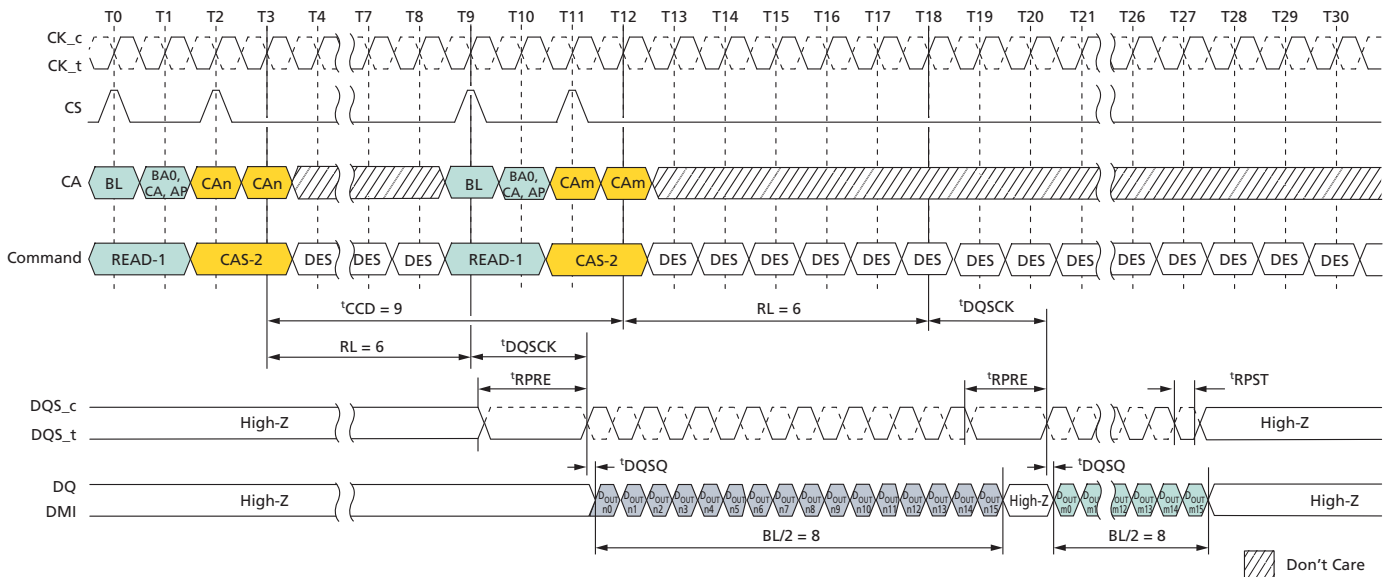 T0 T1 T2 T3 T4 T7 T8 T9 T10 T11 T12 T13 T14 T15 T16 T17 T18 T19 T20 T21 T26 T27 T28 T29 T30
CK_c
CK_t
CS
CA BL BA0, CA, AP CAn CAn BL BA0, CA, AP CAm CAm
Command READ-1 CAS-2 DES DES DES READ-1 CAS-2 DES DES DES DES DES DES DES DES DES DES DES DES DES DES
tCCD = 9 RL = 6 tDQSCK
RL = 6 tDQSCK
tRPRE tRPRE tRPST
DQS_c
DQS_t
High-Z High-Z
tDQSQ tDQSQ
DQ
DMI
High-Z DOUT n0 DOUT n1 DOUT n2 DOUT n3 DOUT n4 DOUT n5 DOUT n6 DOUT n7 DOUT n8 DOUT n9 DOUT n10 DOUT n11 DOUT n12 DOUT n13 DOUT n14 DOUT n15 High-Z DOUT m0 DOUT m1 DOUT m12 DOUT m13 DOUT m14 DOUT m15 High-Z
BL/2 = 8 BL/2 = 8
Don't Care